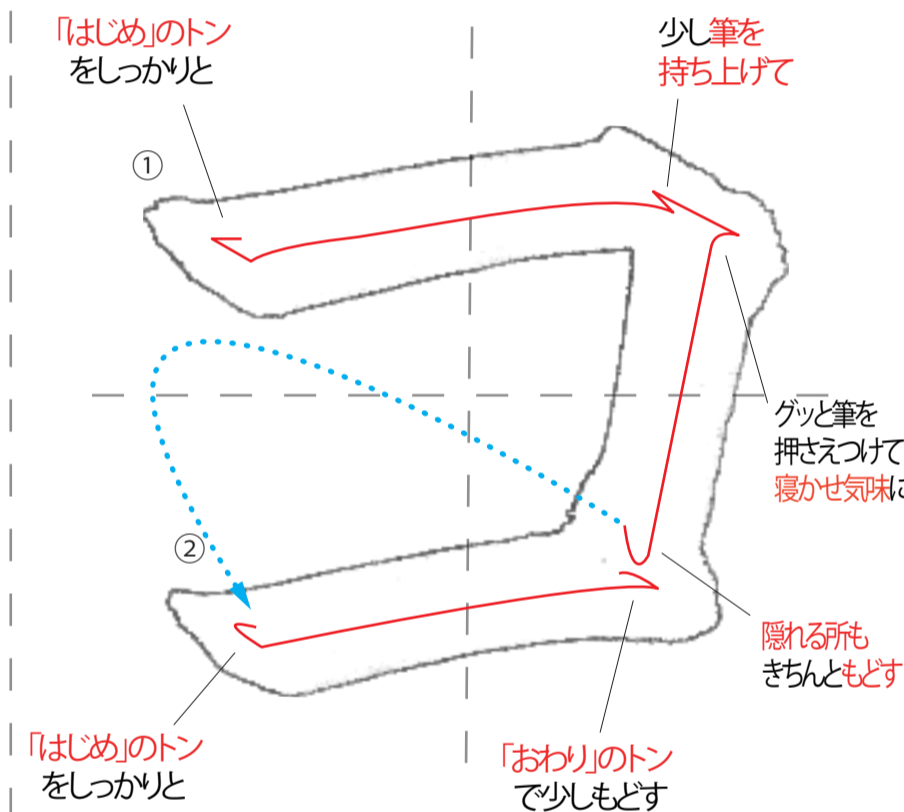 「はじめ」のトン
をしっかりと
少し筆を
持ち上げて
①
グッと筆を
押さえつけて
寝かせ気味に
②
隠れる所も
きちんともどす
「はじめ」のトン
をしっかりと
「おわり」のトン
で少しもどす